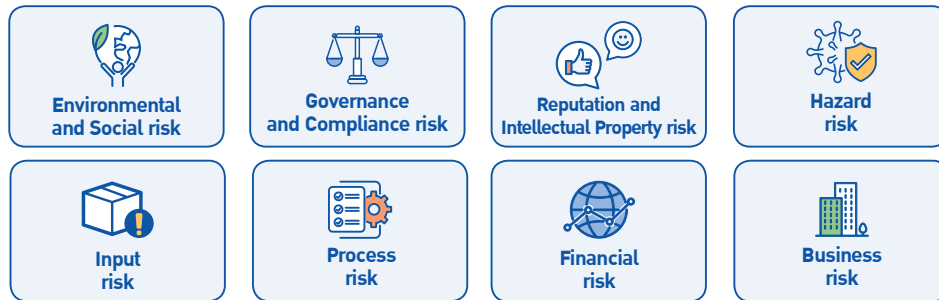 Environmental
and Social risk
Governance
and Compliance risk
Reputation and
Intellectual Property risk
Hazard
risk
Input
risk
Process
risk
Financial
risk
Business
risk